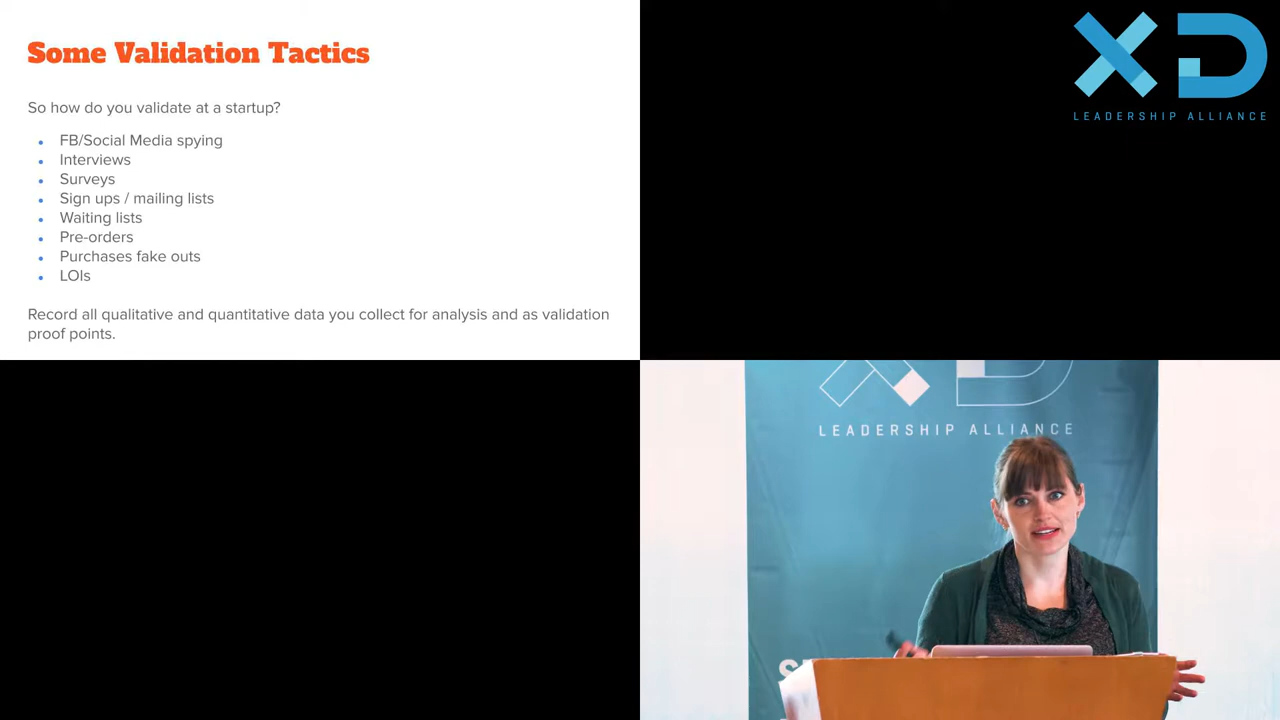 Some Validation Tactics
So how do you validate at a startup?
FB/Social Media spying
Interviews
Surveys
Sign ups / mailing lists
Waiting lists
Pre-orders
Purchases fake outs
LOIs
Record all qualitative and quantitative data you collect for analysis and as validation
proof points.
XD
LEADERSHIP ALLIANCE
XD
LEADERSHIP ALLIANCE
S